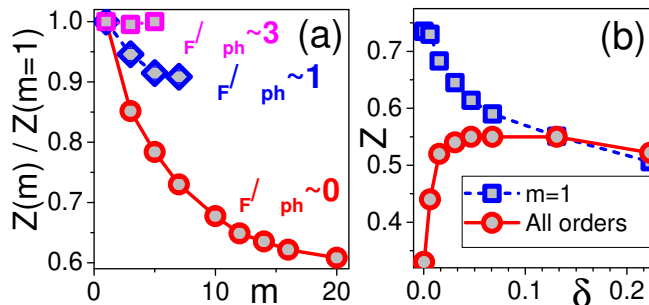 (a)
F/ ph~3
F/ ph~1
F/ ph~0
Z(m) / Z(m=1)
1.0
0.9
0.8
0.7
0.6
0
10
20
m
(b)
Z
0.7
0.6
0.5
0.4
m=1
All orders
0.0
0.1
0.2
δ